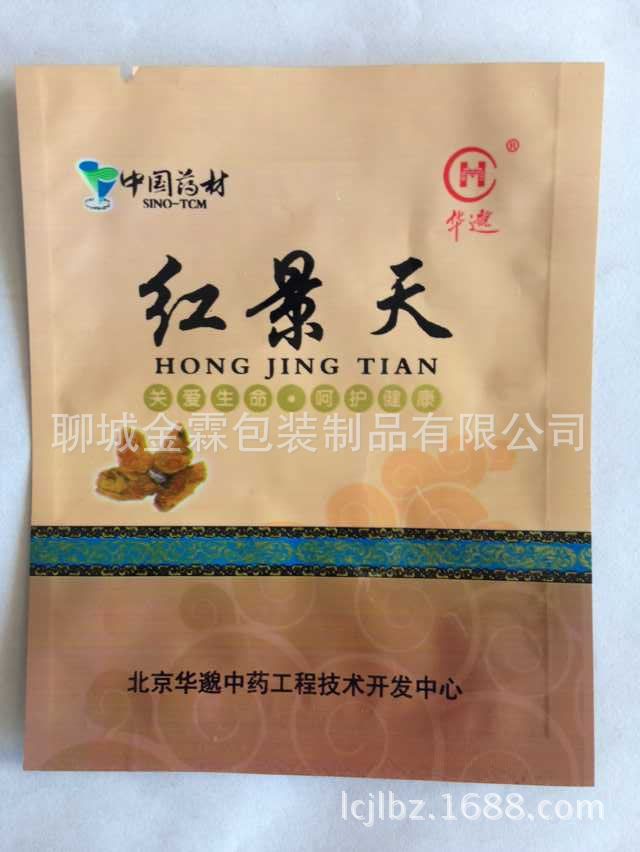 中国药材
SINO-TCM
®
华邈
红景天
HONG JING TIAN
关爱生命·呵护健康
聊城金霖包装制品有限公司
北京华邈中药工程技术开发中心
lcjlbz.1688.com